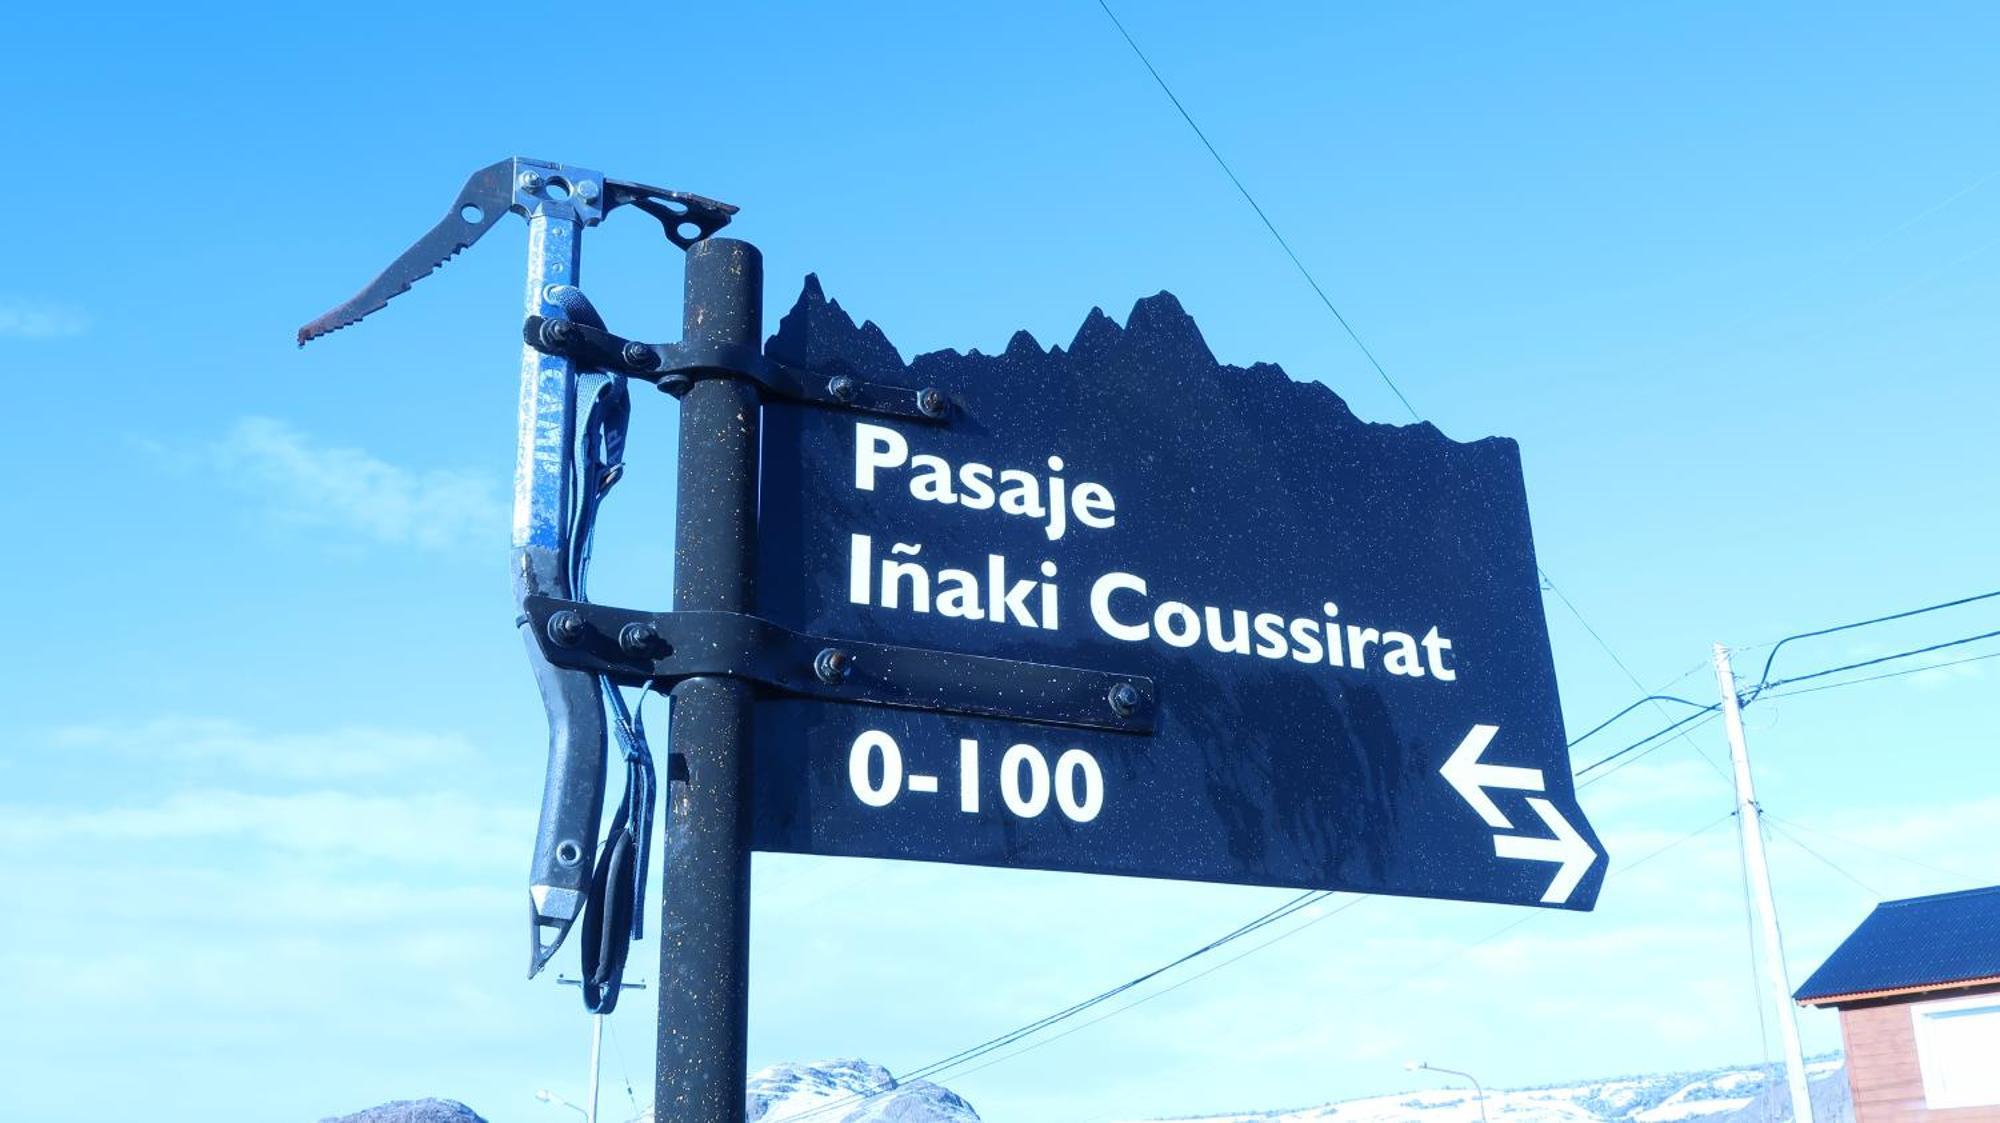 Pasaje
Iñaki Coussirat
0-100